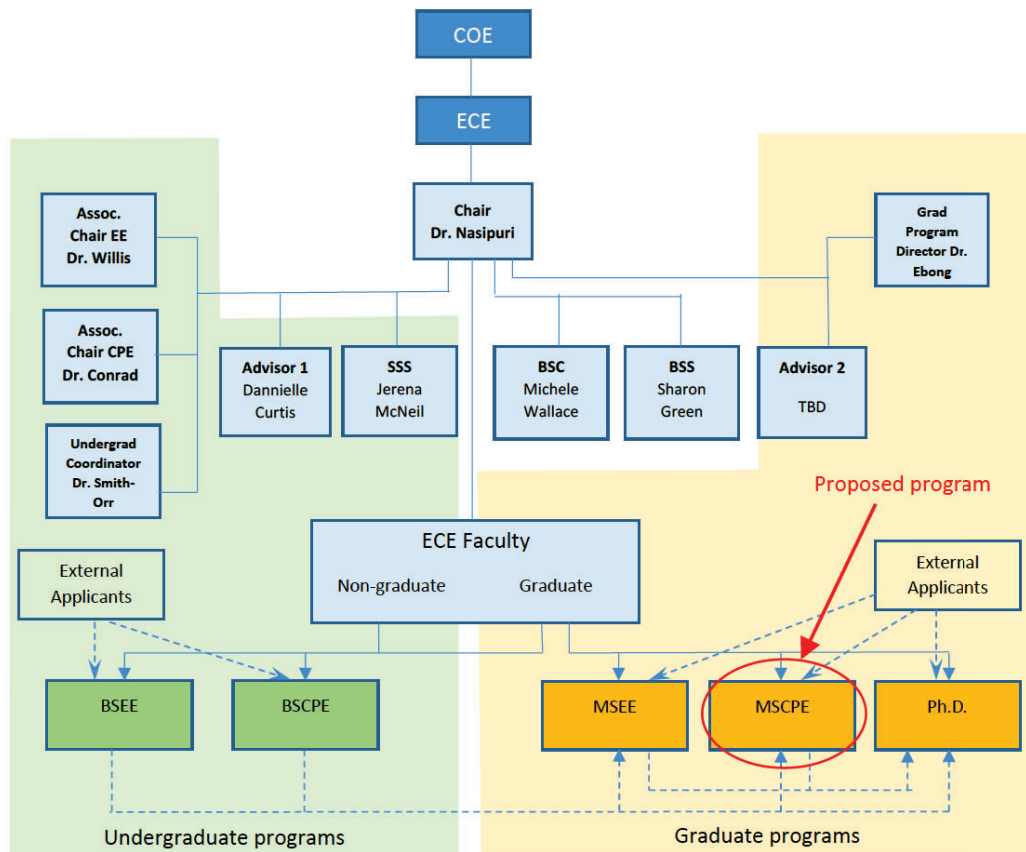 COE
ECE
Chair
Dr. Nasipuri
Assoc.
Chair EE
Dr. Willis
Grad
Program
Director Dr.
Ebong
Assoc.
Chair CPE
Dr. Conrad
Advisor 1
Dannielle
Curtis
SSS
Jerena
McNeil
BSC
Michele
Wallace
BSS
Sharon
Green
Advisor 2
TBD
Undergrad
Coordinator
Dr. Smith-
Orr
Proposed program
ECE Faculty
Non-graduate Graduate
External
Applicants
External
Applicants
BSEE
BSCPE
MSEE
MSCPE
Ph.D.
Undergraduate programs
Graduate programs